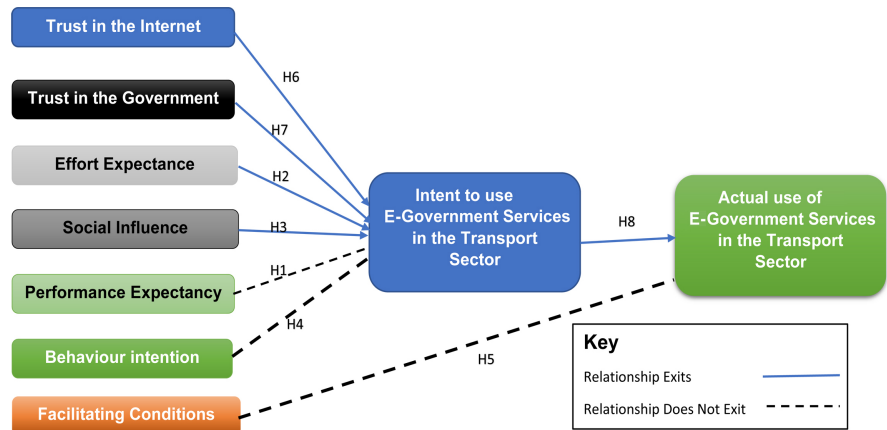 Trust in the Internet
H6
Trust in the Government
H7
Effort Expectance
H2
Social Influence
H3
H1
Performance Expectancy
H4
Behaviour intention
Facilitating Conditions
Intent to use
E-Government Services
in the Transport
Sector
H8
Actual use of
E-Government Services
in the Transport
Sector
H5
Key
Relationship Exits
Relationship Does Not Exit